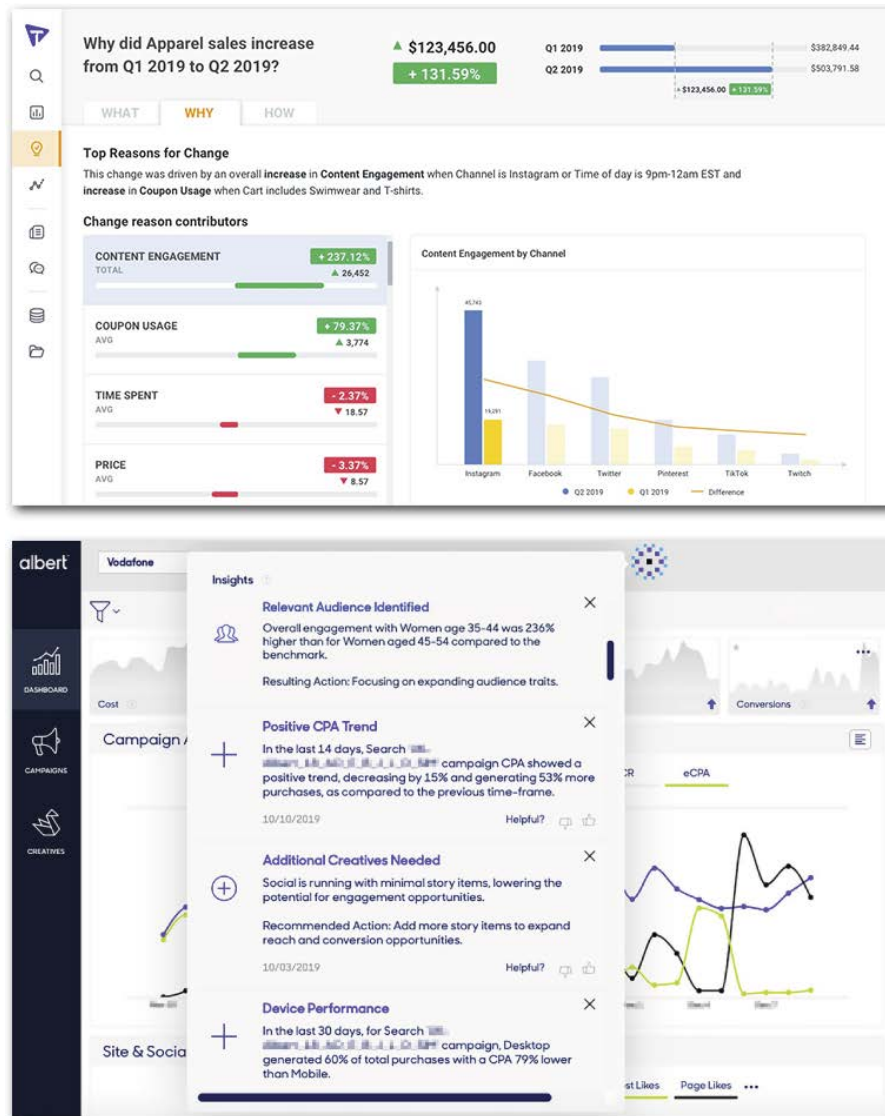 Why did Apparel sales increase
from Q1 2019 to Q2 2019?
▲ $123,456.00
+ 131.59%
Q1 2019
$382,849.44
Q2 2019
$503,791.58
▲ $123,456.00 + 131.59%
WHAT
WHY
HOW
Top Reasons for Change
This change was driven by an overall increase in Content Engagement when Channel is Instagram or Time of day is 9pm-12am EST and
increase in Coupon Usage when Cart includes Swimwear and T-shirts.
Change reason contributors
CONTENT ENGAGEMENT
+ 237.12%
TOTAL
▲ 26,452
COUPON USAGE
+ 79.37%
AVG
▲ 3,774
TIME SPENT
- 2.37%
AVG
▼ 18.57
PRICE
- 3.37%
AVG
▼ 8.57
Content Engagement by Channel
45,743
19,291
Instagram
Facebook
Twitter
Pinterest
TikTok
Twitch
Q2 2019
Q1 2019
Difference
albert
Vodafone
DASHBOARD
CAMPAIGNS
CREATIVES
Cost
Conversions
Campaign
CR
eCPA
Site & Socia
st Likes
Page Likes
Insights
Relevant Audience Identified
Overall engagement with Women age 35-44 was 236%
higher than for Women aged 45-54 compared to the
benchmark.
Resulting Action: Focusing on expanding audience traits.
Positive CPA Trend
In the last 14 days, Search
campaign CPA showed a
positive trend, decreasing by 15% and generating 53% more
purchases, as compared to the previous time-frame.
10/10/2019
Helpful?
Additional Creatives Needed
Social is running with minimal story items, lowering the
potential for engagement opportunities.
Recommended Action: Add more story items to expand
reach and conversion opportunities.
10/03/2019
Helpful?
Device Performance
In the last 30 days, for Search
campaign, Desktop
generated 60% of total purchases with a CPA 79% lower
than Mobile.